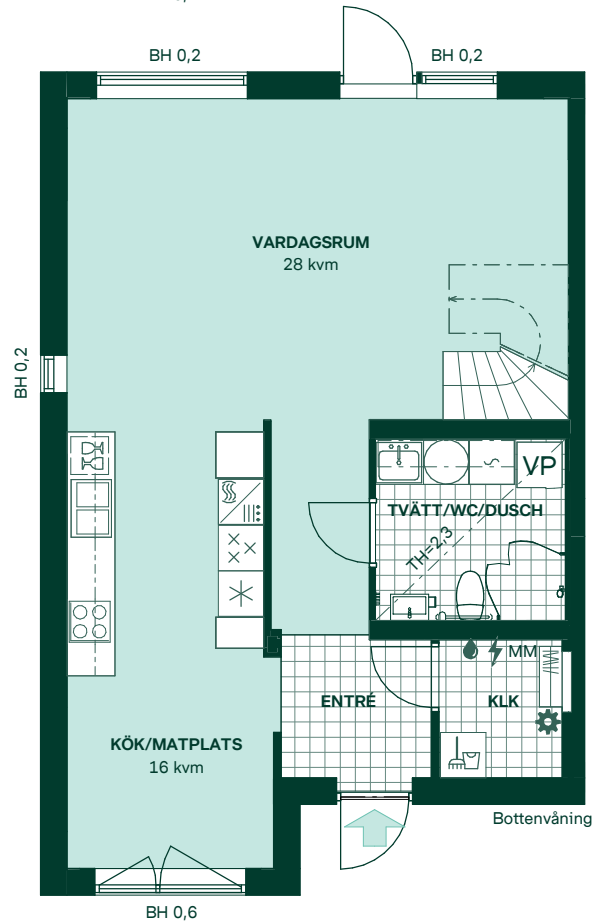 BH 0,2
BH 0,2
VARDAGSRUM
28 kvm
BH 0,2
VP
TVÄTT/WC/DUSCH
TH=2,3
MM
ENTRÉ
KLK
KÖK/MATPLATS
16 kvm
Bottenvåning
BH 0,6